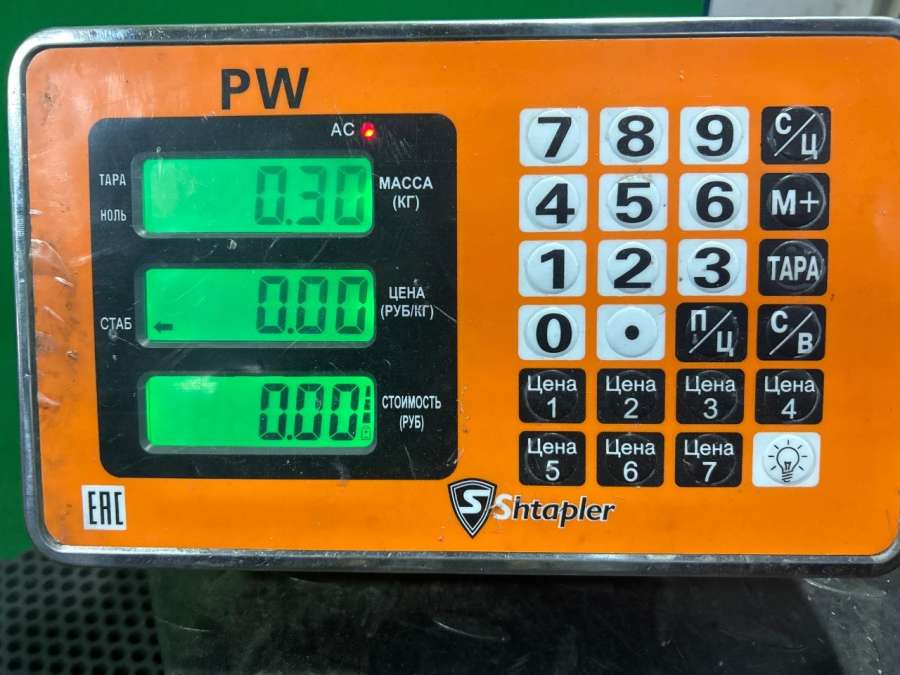 PW
AC
ТАРА
НОЛЬ
0.30
МАССА
(КГ)
СТАБ
0.00
ЦЕНА
(РУБ/КГ)
0.00
СТОИМОСТЬ
(РУБ)
7 8 9 С/Ц
4 5 6 М+
1 2 3 ТАРА
0 . П/Ц С/В
Цена 1
Цена 2
Цена 3
Цена 4
Цена 5
Цена 6
Цена 7
EAC
S Shtapler